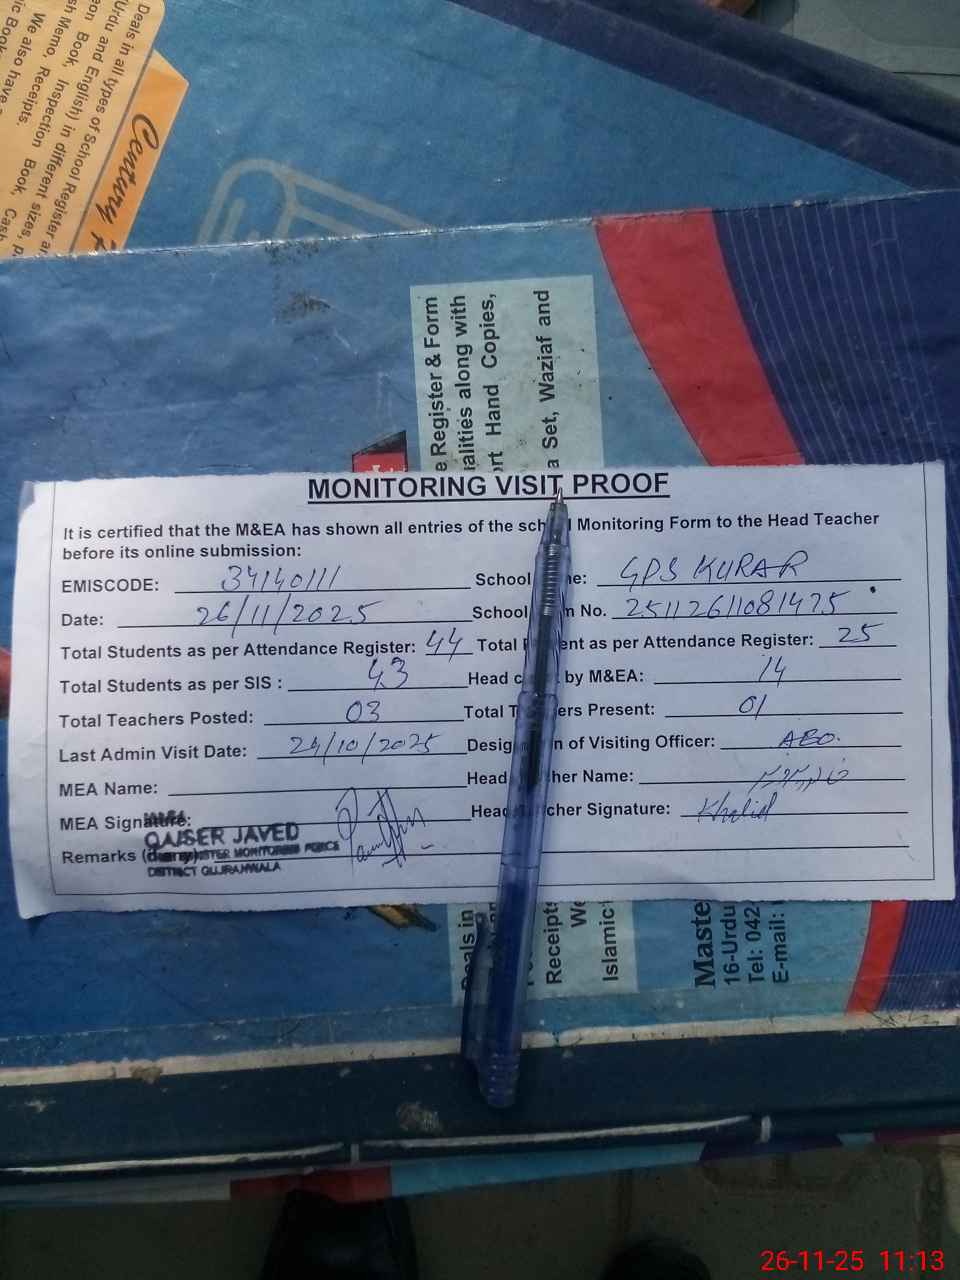 Deals in all types of School Register an
Urdu and English) in different sizes, p
Book, Inspection Book, Cash
sh Memo, Receipts.
We also have
ic Book
Century
e Register & Form
alities along with
ort Hand Copies,
a Set, Waziaf and
MONITORING VISIT PROOF
It is certified that the M&EA has shown all entries of the sch l Monitoring Form to the Head Teacher
before its online submission:
EMISCODE: 34140111 School e: GPS KURAR
Date: 26/11/2025 School n No. 25112611081475
Total Students as per Attendance Register: 44 Total ent as per Attendance Register: 25
Total Students as per SIS : 43 Head c by M&EA: 14
Total Teachers Posted: 03 Total T ers Present: 01
Last Admin Visit Date: 24/10/2025 Desig n of Visiting Officer: AEO.
MEA Name: Head cher Name:
MEA Signature: Head cher Signature: Khalid
QAISER JAVED
Remarks ( MONITORING FORCE
DISTRICT GUJRANWALA
Deals in
Receipts
We
Islamic
Maste
16-Urdu
Tel: 042
E-mail:
26-11-25 11:13